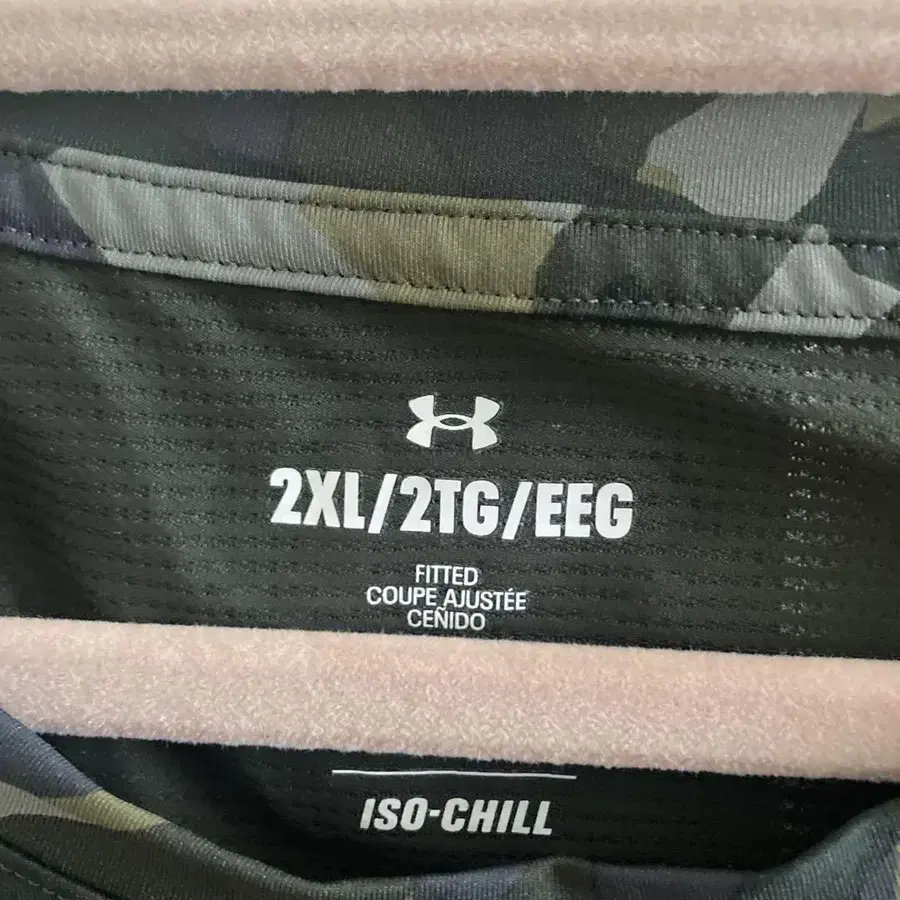 2XL/2TG/EEG
FITTED
COUPE AJUSTÉE
CEÑIDO
ISO-CHILL